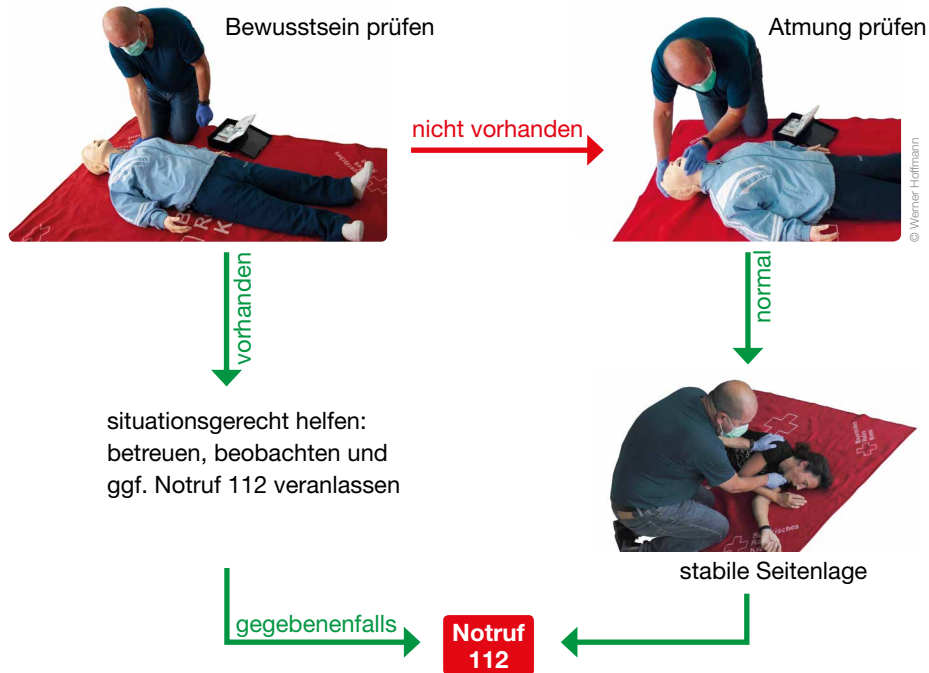 Bewusstsein prüfen
Atmung prüfen
nicht vorhanden
© Werner Hoffmann
vorhanden
normal
situationsgerecht helfen:
betreuen, beobachten und
ggf. Notruf 112 veranlassen
stabile Seitenlage
gegebenenfalls
Notruf
112